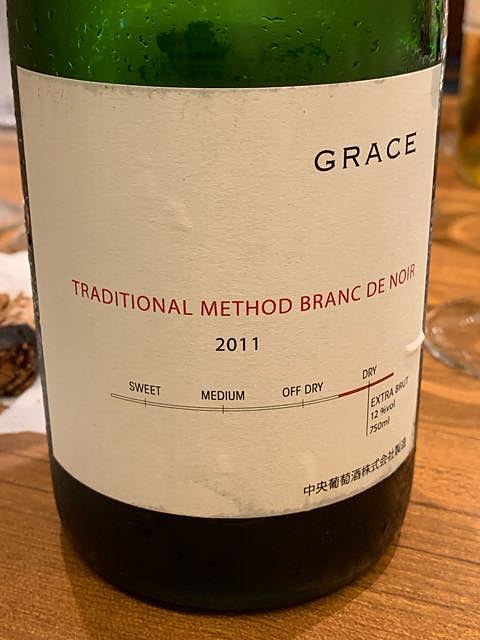 GRACE
TRADITIONAL METHOD BRANC DE NOIR
2011
SWEET MEDIUM OFF DRY DRY
EXTRA BRUT
12 %vol
750ml
中央葡萄酒株式会社製造